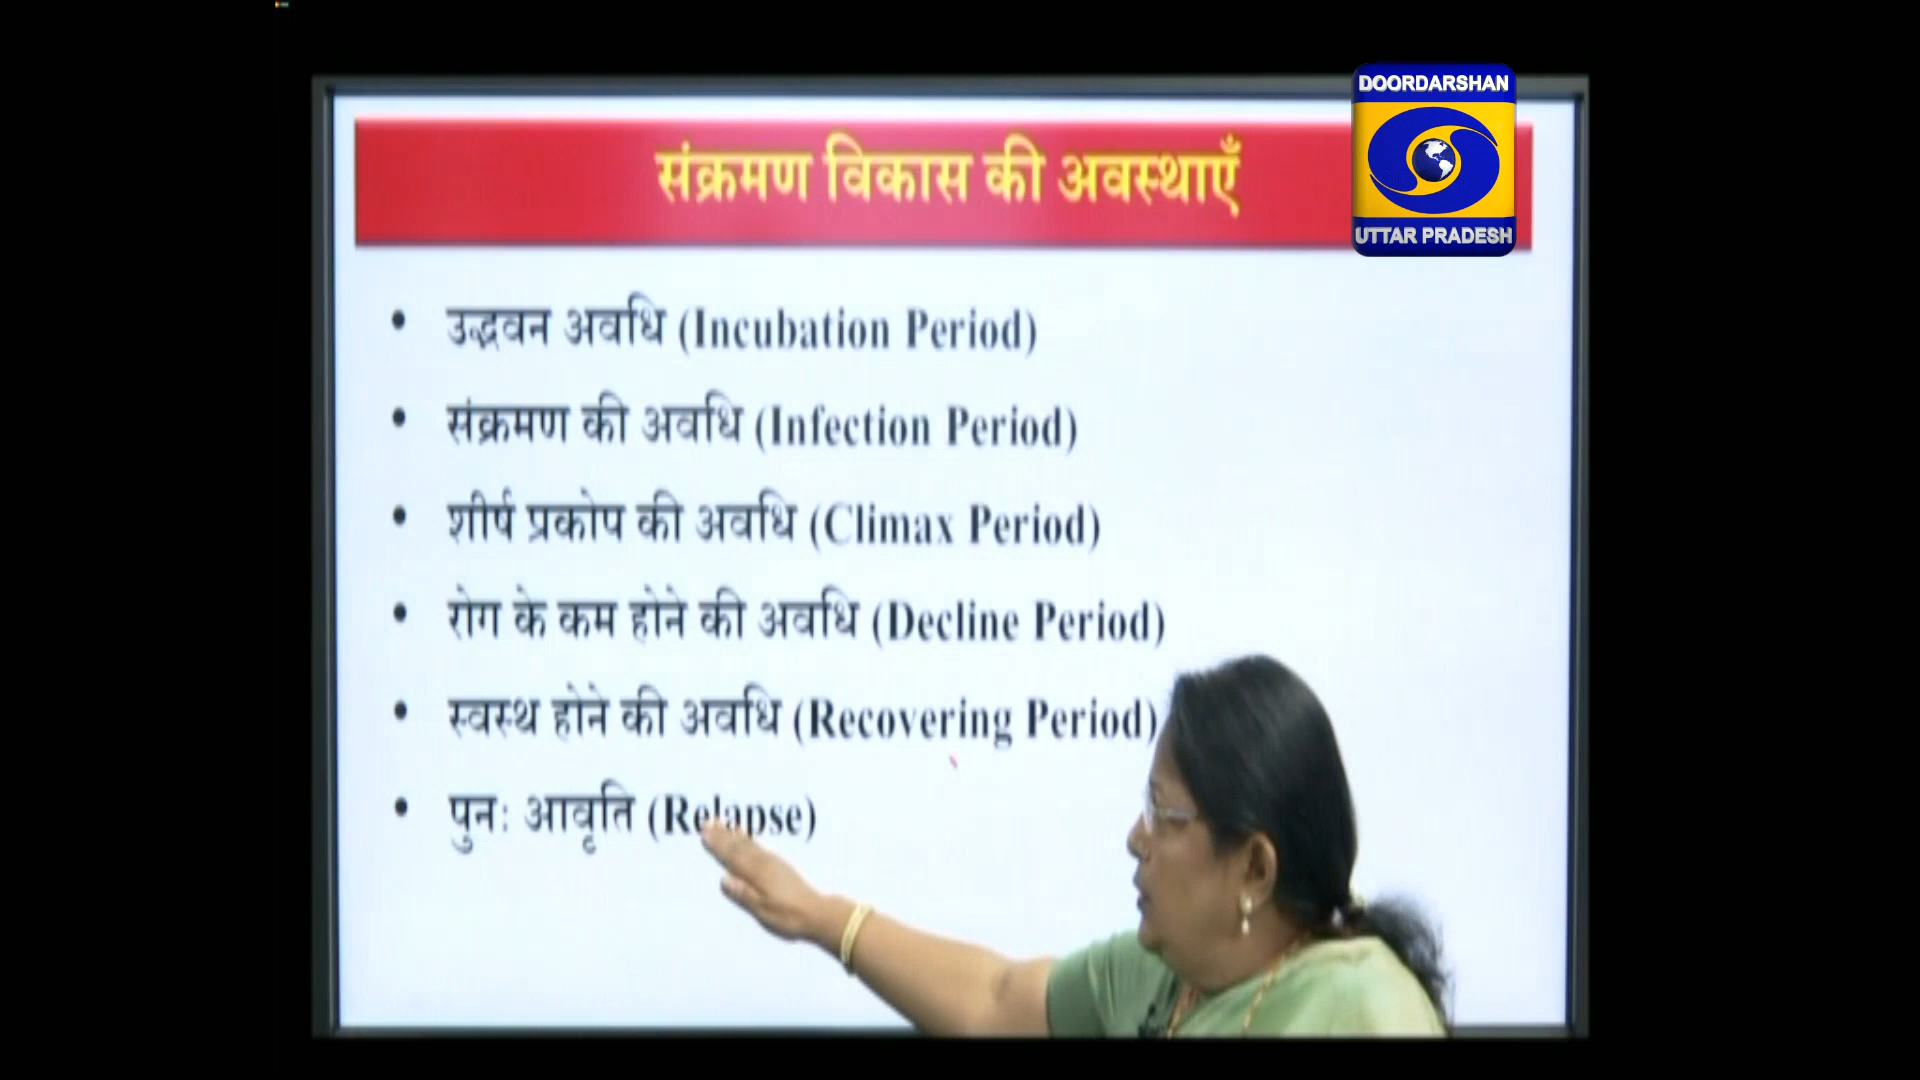 DOORDARSHAN
UTTAR PRADESH
संक्रमण विकास की अवस्थाएँ
• उद्भवन अवधि (Incubation Period)
• संक्रमण की अवधि (Infection Period)
• शीर्ष प्रकोप की अवधि (Climax Period)
• रोग के कम होने की अवधि (Decline Period)
• स्वस्थ होने की अवधि (Recovering Period)
• पुनः आवृति (Relapse)